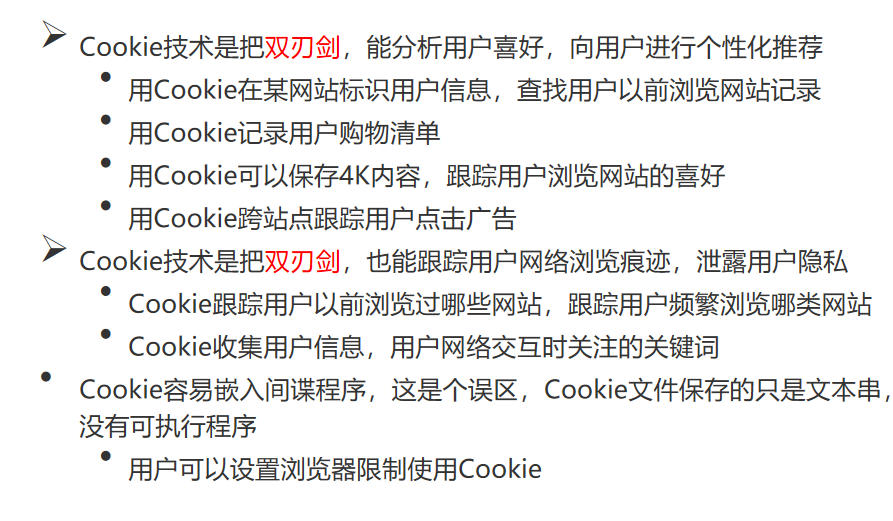 Cookie技术是把双刃剑，能分析用户喜好，向用户进行个性化推荐
用Cookie在某网站标识用户信息，查找用户以前浏览网站记录
用Cookie记录用户购物清单
用Cookie可以保存4K内容，跟踪用户浏览网站的喜好
用Cookie跨站点跟踪用户点击广告
Cookie技术是把双刃剑，也能跟踪用户网络浏览痕迹，泄露用户隐私
Cookie跟踪用户以前浏览过哪些网站，跟踪用户频繁浏览哪类网站
Cookie收集用户信息，用户网络交互时关注的关键词
Cookie容易嵌入间谍程序，这是个误区，Cookie文件保存的只是文本串，
没有可执行程序
用户可以设置浏览器限制使用Cookie